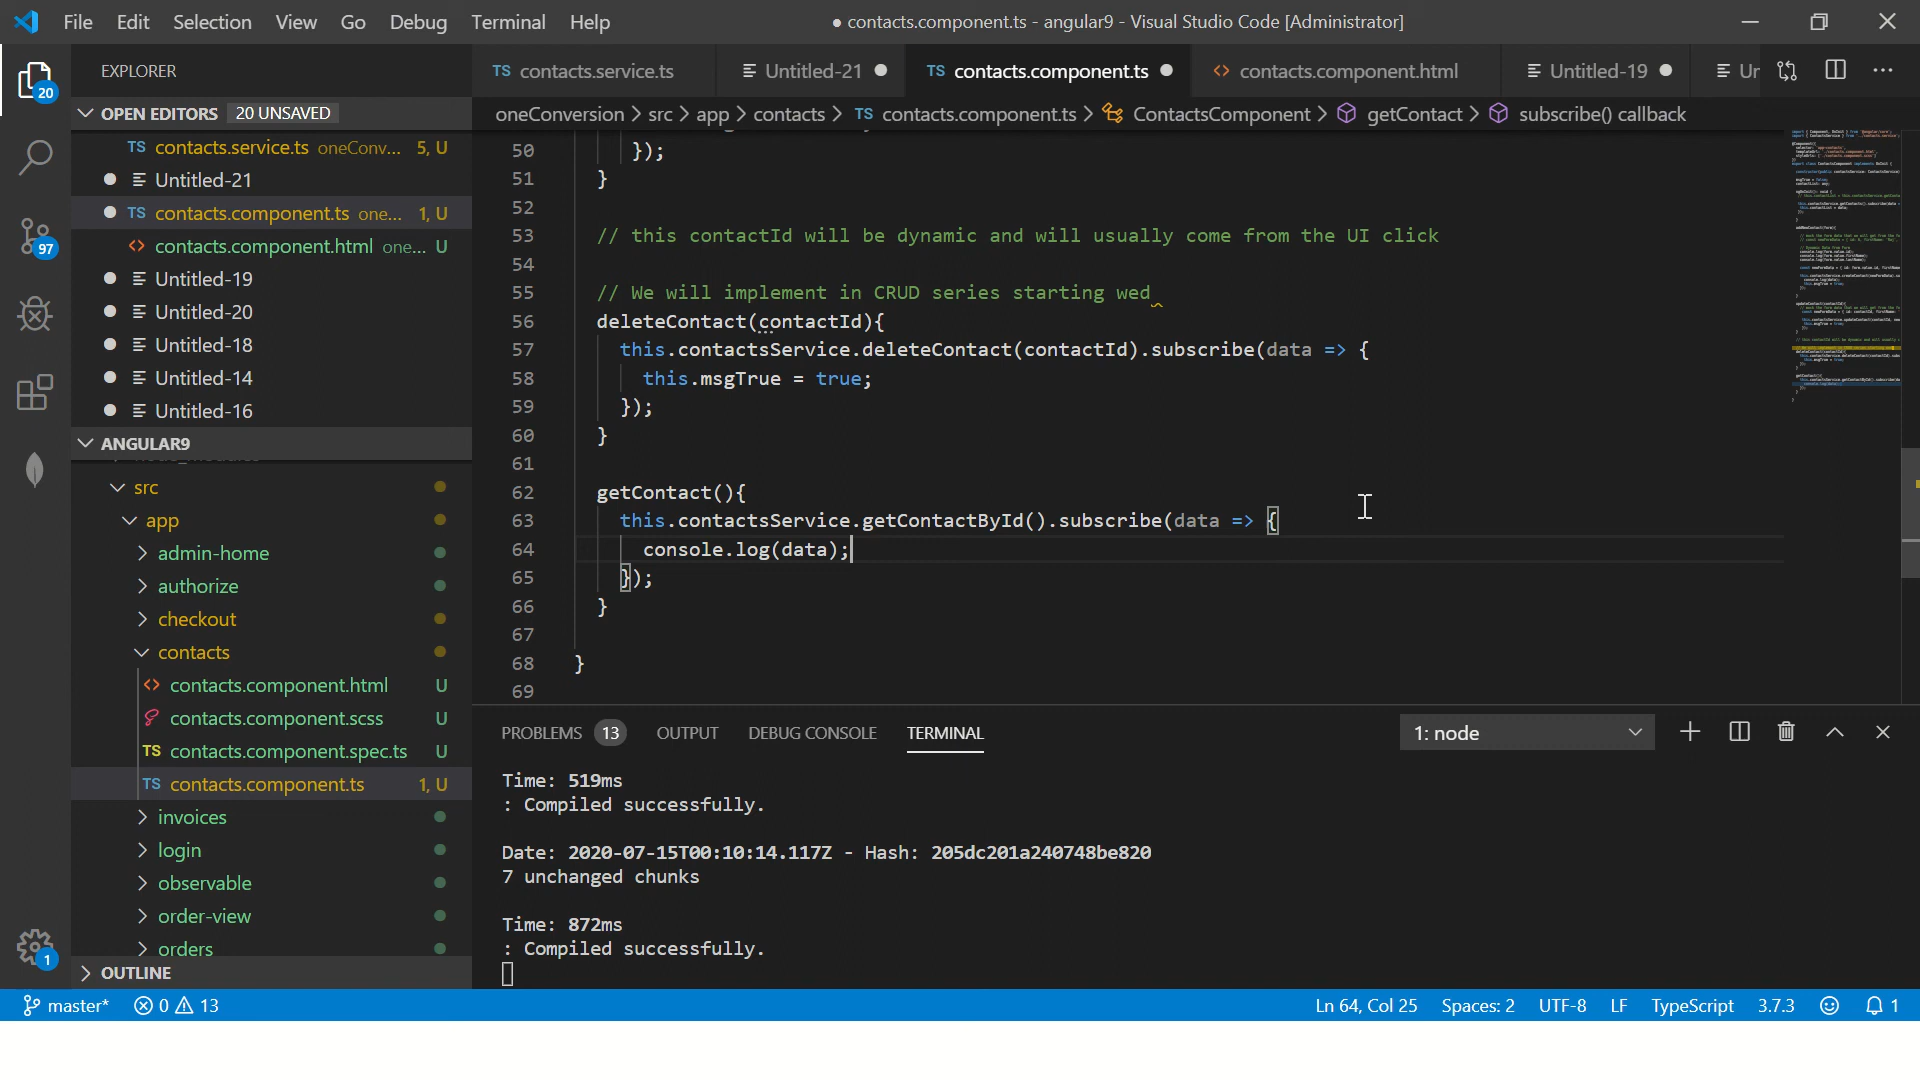 File Edit Selection View Go Debug Terminal Help
● contacts.component.ts - angular9 - Visual Studio Code [Administrator]
EXPLORER
TS contacts.service.ts
Untitled-21
TS contacts.component.ts
<> contacts.component.html
Untitled-19
OPEN EDITORS 20 UNSAVED
oneConversion > src > app > contacts > TS contacts.component.ts > ContactsComponent > getContact > subscribe() callback
20
TS contacts.service.ts oneConv... 5, U
Untitled-21
TS contacts.component.ts one... 1, U
<> contacts.component.html one... U
97
Untitled-19
Untitled-20
Untitled-18
Untitled-14
Untitled-16
ANGULAR9
src
app
admin-home
authorize
checkout
contacts
<> contacts.component.html U
contacts.component.scss U
TS contacts.component.spec.ts U
TS contacts.component.ts 1, U
invoices
login
observable
order-view
orders
OUTLINE
1
50 });
51 }
52
53 // this contactId will be dynamic and will usually come from the UI click
54
55 // We will implement in CRUD series starting wed
56 deleteContact(contactId){
57 this.contactsService.deleteContact(contactId).subscribe(data => {
58 this.msgTrue = true;
59 });
60 }
61
62 getContact(){
63 this.contactsService.getContactById().subscribe(data => {
64 console.log(data);
65 });
66 }
67
68 }
69
PROBLEMS 13 OUTPUT DEBUG CONSOLE TERMINAL
1: node
Time: 519ms
: Compiled successfully.
Date: 2020-07-15T00:10:14.117Z - Hash: 205dc201a240748be820
7 unchanged chunks
Time: 872ms
: Compiled successfully.
master* 0 13
Ln 64, Col 25 Spaces: 2 UTF-8 LF TypeScript 3.7.3 1